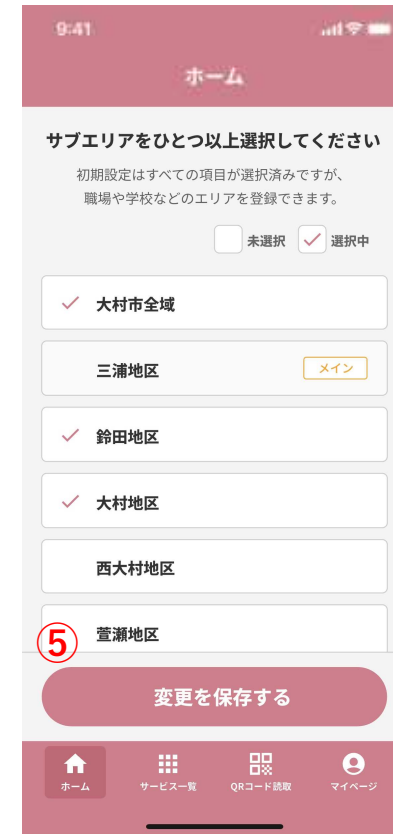 9:41
ホーム
サブエリアをひとつ以上選択してください
初期設定はすべての項目が選択済みですが、
職場や学校などのエリアを登録できます。
未選択 選択中
大村市全域
三浦地区 メイン
鈴田地区
大村地区
西大村地区
萱瀬地区
⑤
変更を保存する
ホーム サービス一覧 QRコード読取 マイページ